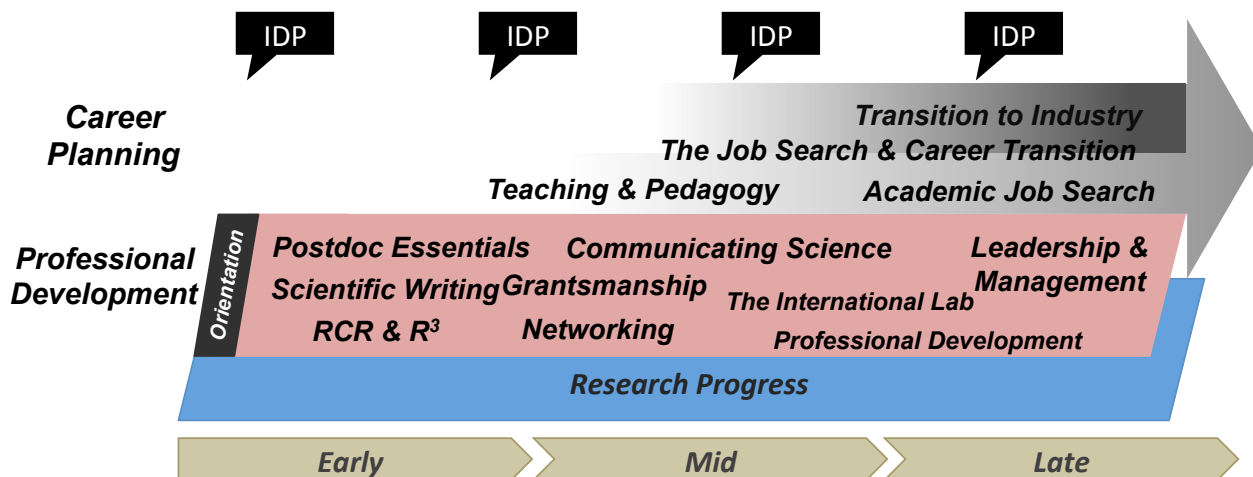 IDP
IDP
IDP
IDP
Career
Planning
Transition to Industry
The Job Search & Career Transition
Teaching & Pedagogy
Academic Job Search
Professional
Development
Orientation
Postdoc Essentials
Communicating Science
Leadership &
Management
Scientific Writing
Grantsmanship
The International Lab
RCR & R³
Networking
Professional Development
Research Progress
Early
Mid
Late